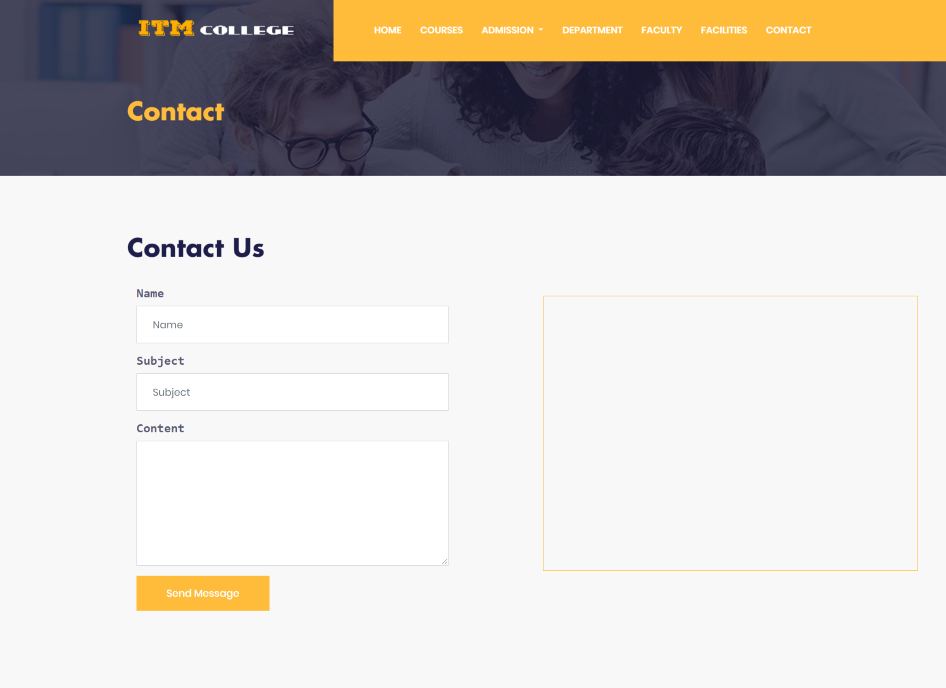 ITM COLLEGE HOME COURSES ADMISSION DEPARTMENT FACULTY FACILITIES CONTACT
Contact
Contact Us
Name
Name
Subject
Subject
Content
Send Message